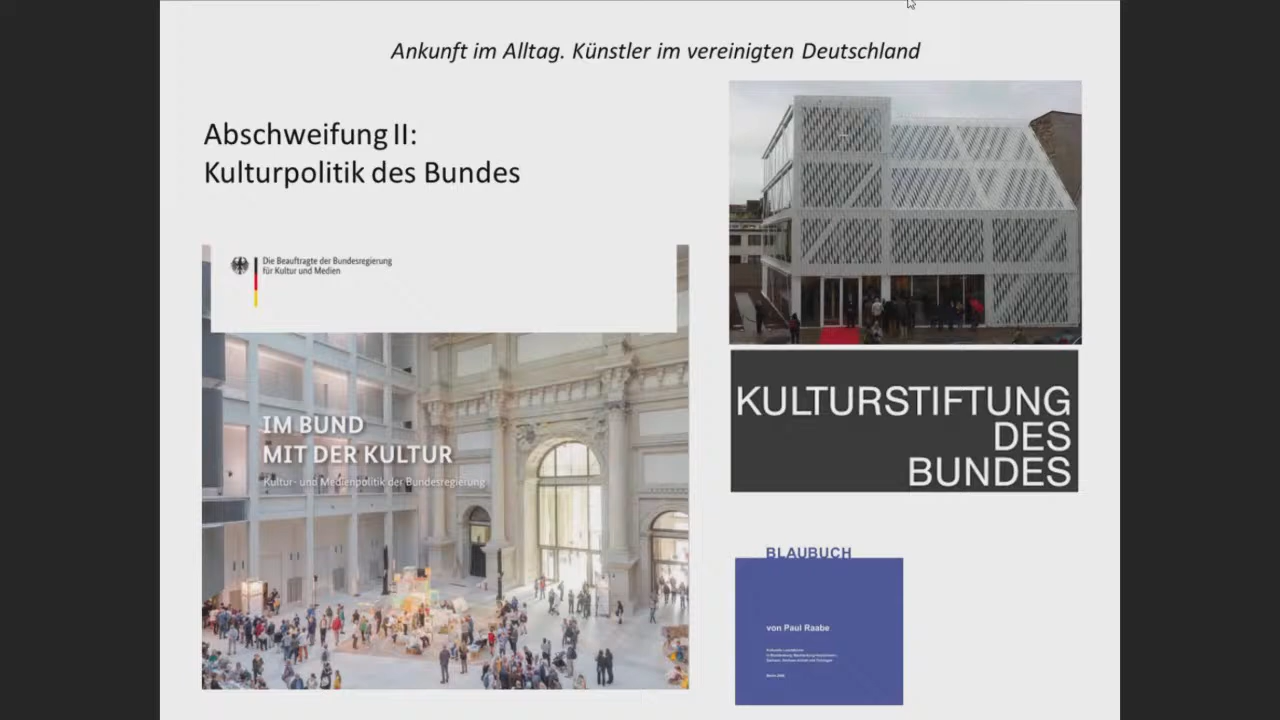 Ankunft im Alltag. Künstler im vereinigten Deutschland
Abschweifung II:
Kulturpolitik des Bundes
Die Beauftragte der Bundesregierung
für Kultur und Medien
IM BUND
MIT DER KULTUR
Kultur- und Medienpolitik der Bundesregierung
KULTURSTIFTUNG
DES
BUNDES
BLAUBUCH
von Paul Raabe